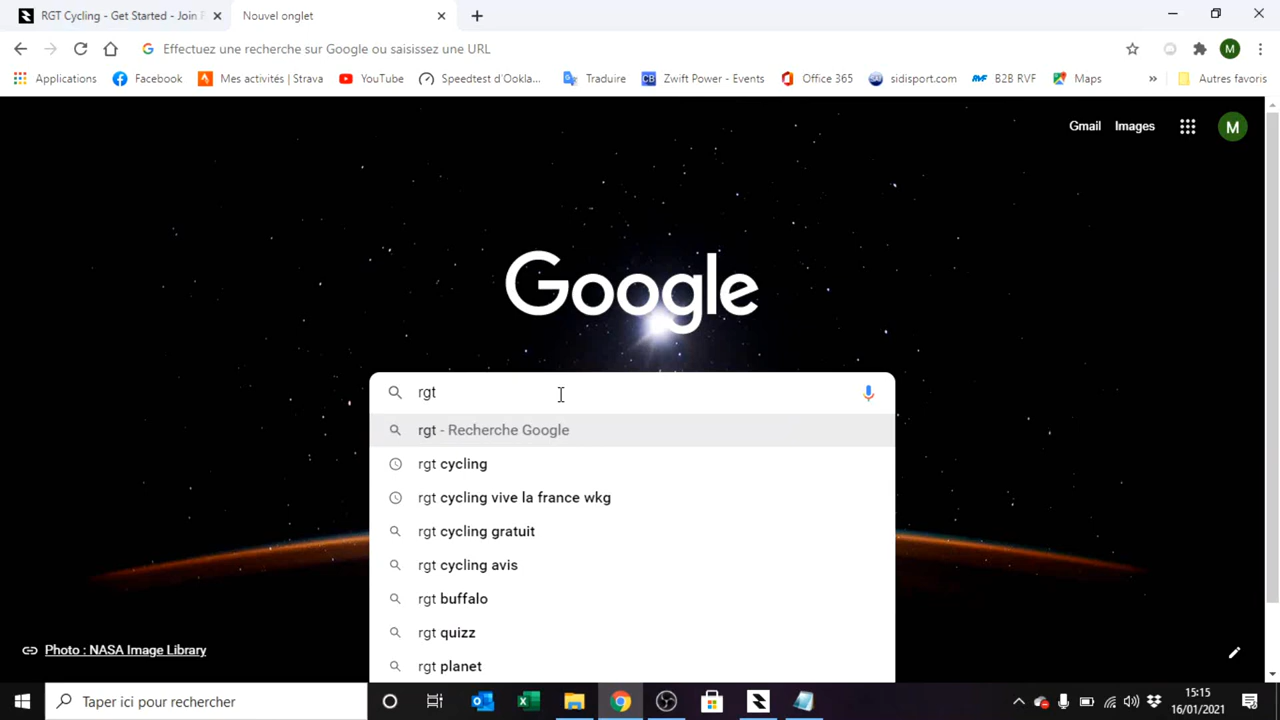 RGT Cycling - Get Started - Join R
Nouvel onglet
Effectuez une recherche sur Google ou saisissez une URL
M
Applications
Facebook
Mes activités | Strava
YouTube
Speedtest d'Ookla...
Traduire
CB Zwift Power - Events
Office 365
sidisport.com
RVF B2B RVF
Maps
Autres favoris
Gmail
Images
M
Google
rgt
rgt - Recherche Google
rgt cycling
rgt cycling vive la france wkg
rgt cycling gratuit
rgt cycling avis
rgt buffalo
rgt quizz
rgt planet
Photo : NASA Image Library
Taper ici pour rechercher
15:15
16/01/2021